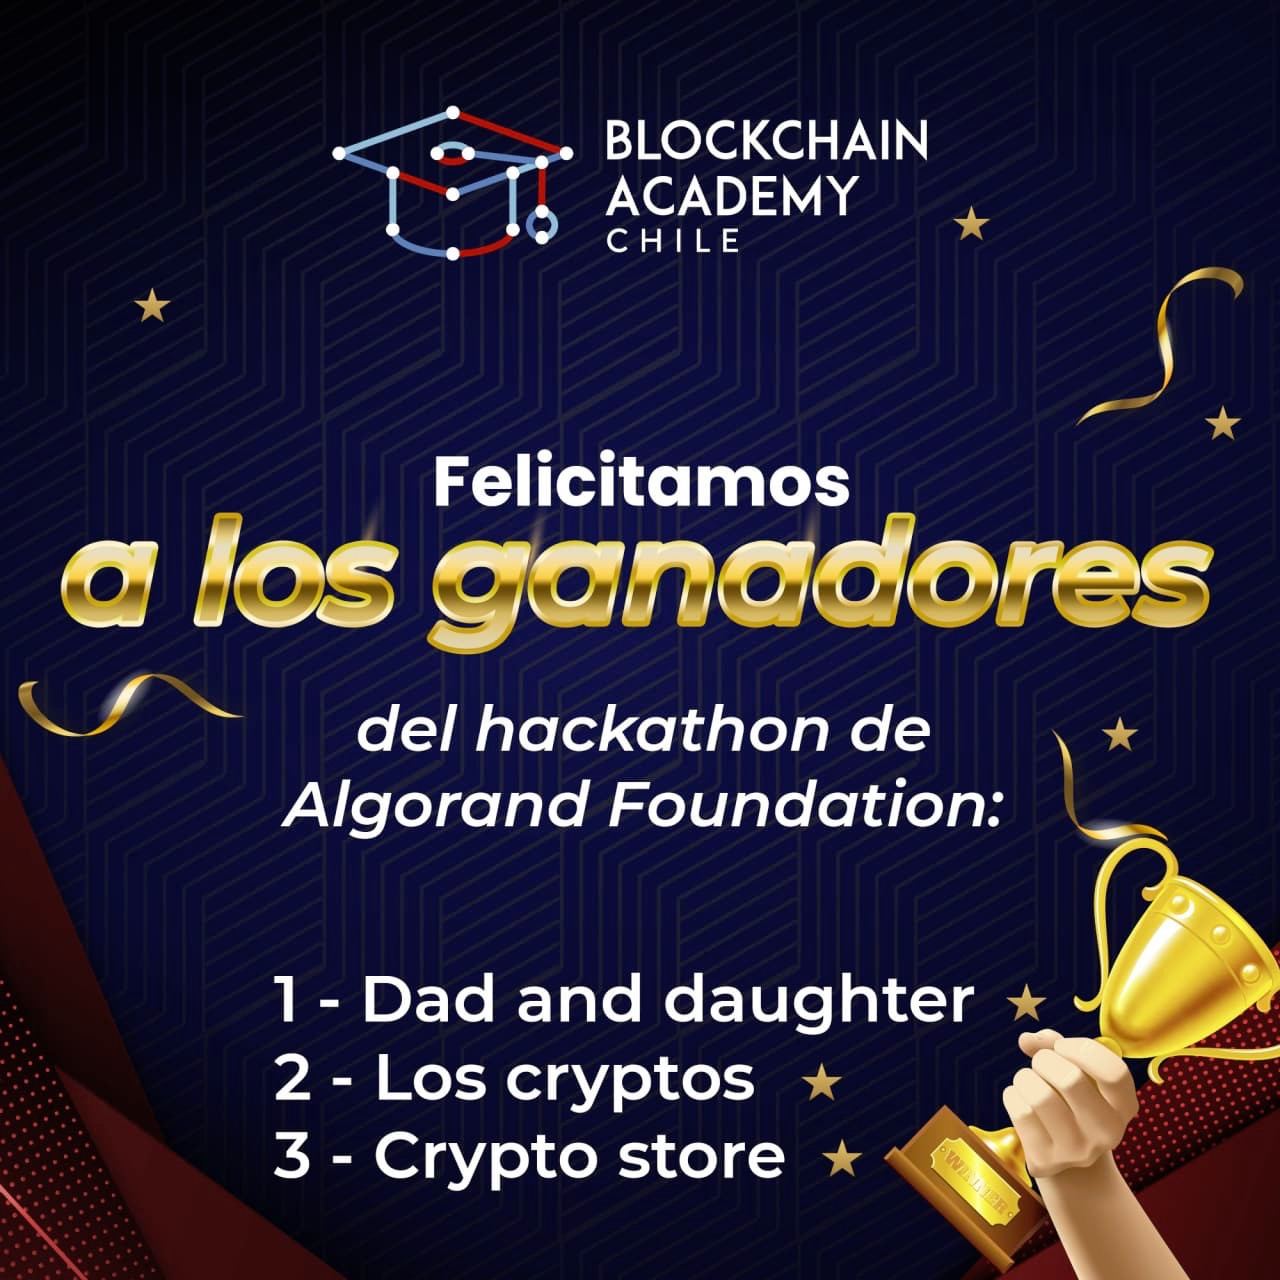 BLOCKCHAIN
ACADEMY
CHILE
Felicitamos
a los ganadores
del hackathon de
Algorand Foundation:
1 - Dad and daughter
2 - Los cryptos
3 - Crypto store
WINNER